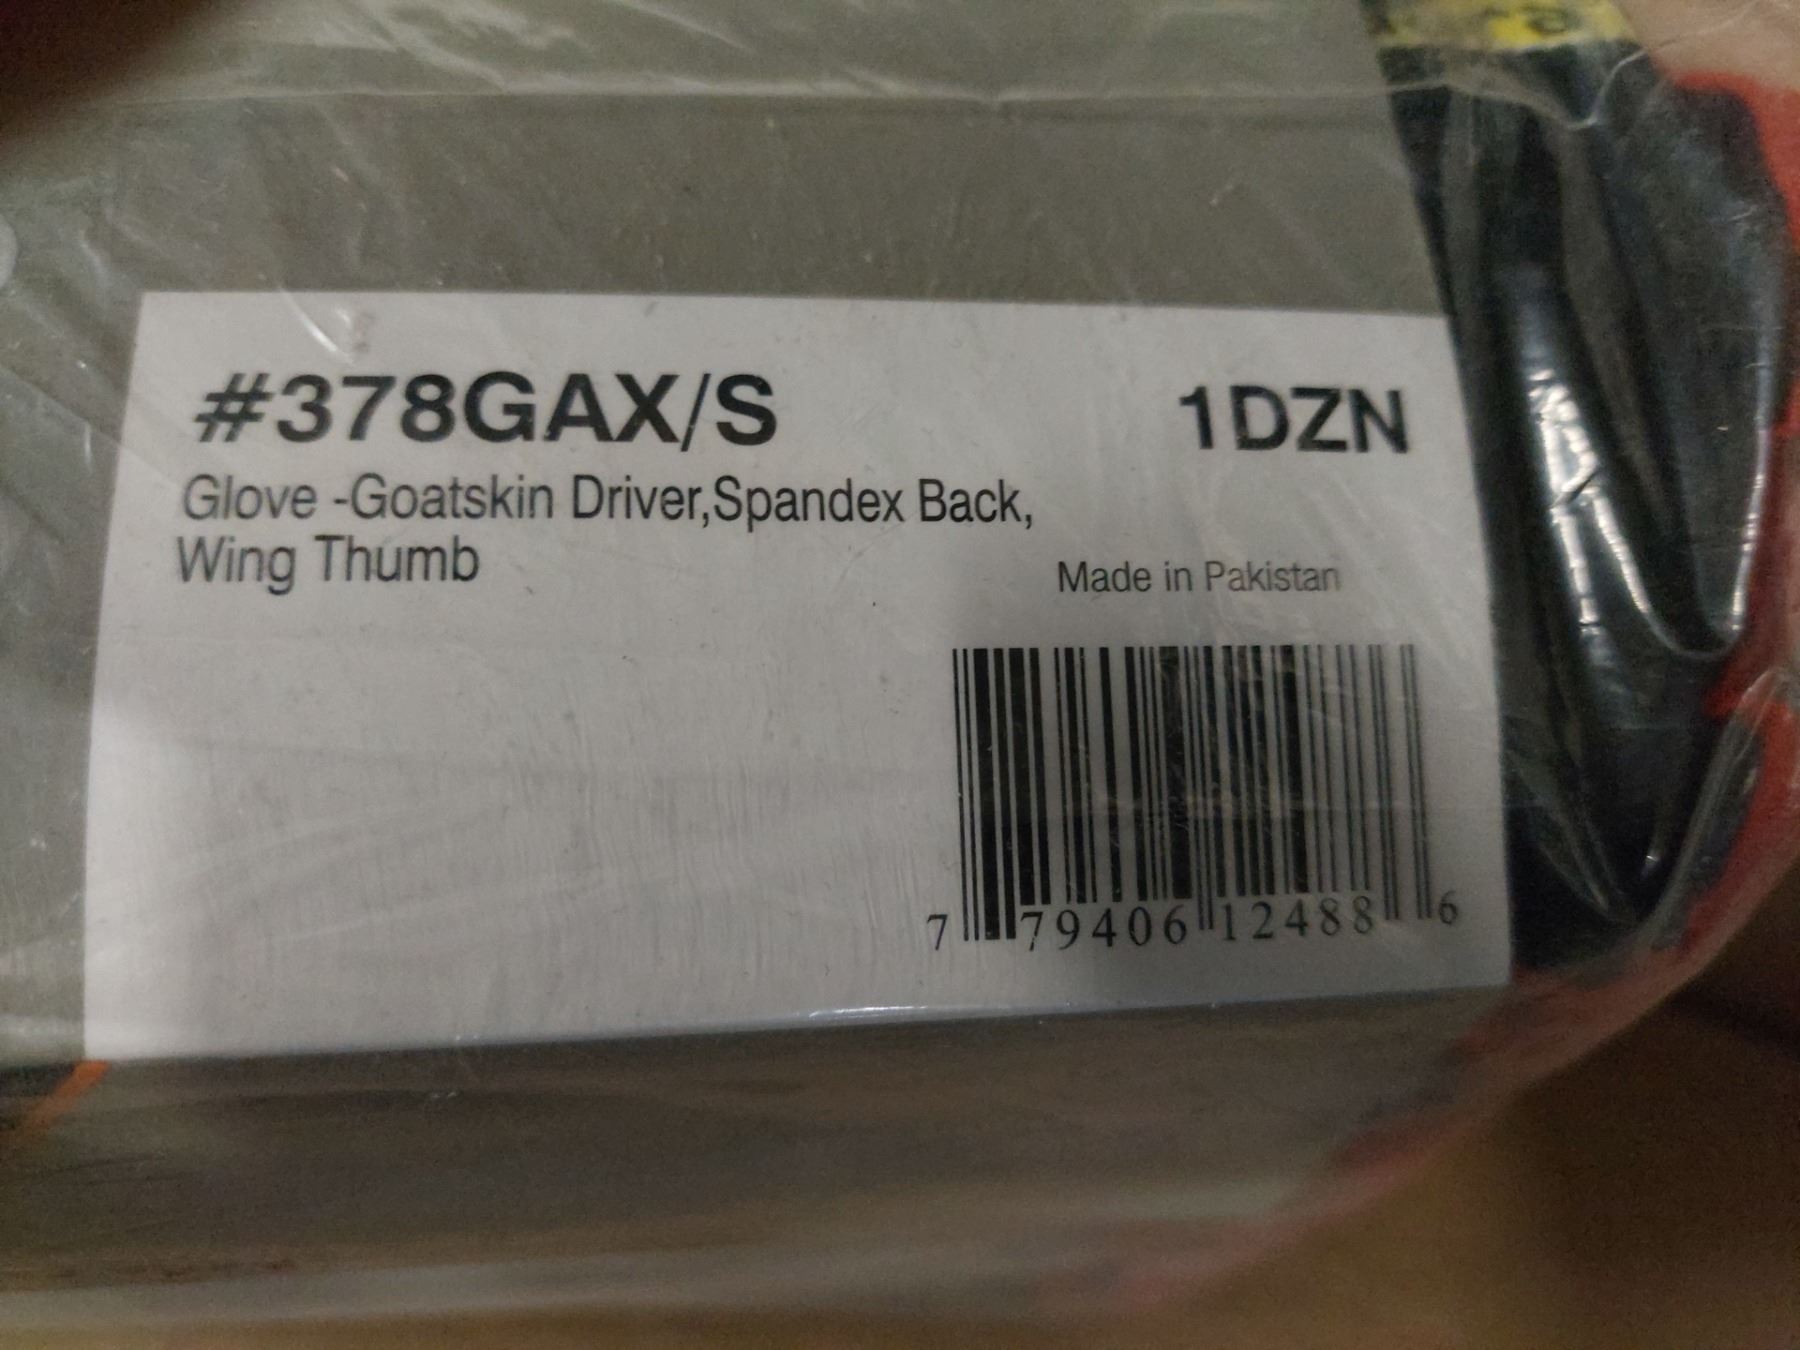 #378GAX/S 1DZN
Glove -Goatskin Driver,Spandex Back,
Wing Thumb
Made in Pakistan
7 79406 12488 6